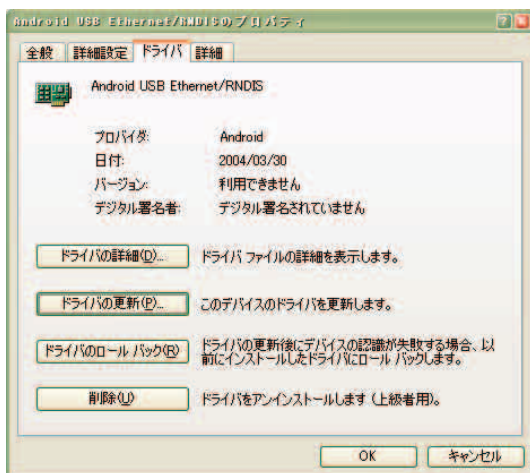 Android USB Ethernet/RNDISのプロパティ
全般 詳細設定 ドライバ 詳細
Android USB Ethernet/RNDIS
プロバイダ: Android
日付: 2004/03/30
バージョン: 利用できません
デジタル署名者: デジタル署名されていません
ドライバの詳細(D)... ドライバ ファイルの詳細を表示します。
ドライバの更新(P)... このデバイスのドライバを更新します。
ドライバのロール バック(R) ドライバの更新後にデバイスの認識が失敗する場合、以
前にインストールしたドライバにロール バックします。
削除(U) ドライバをアンインストールします (上級者用)。
OK キャンセル